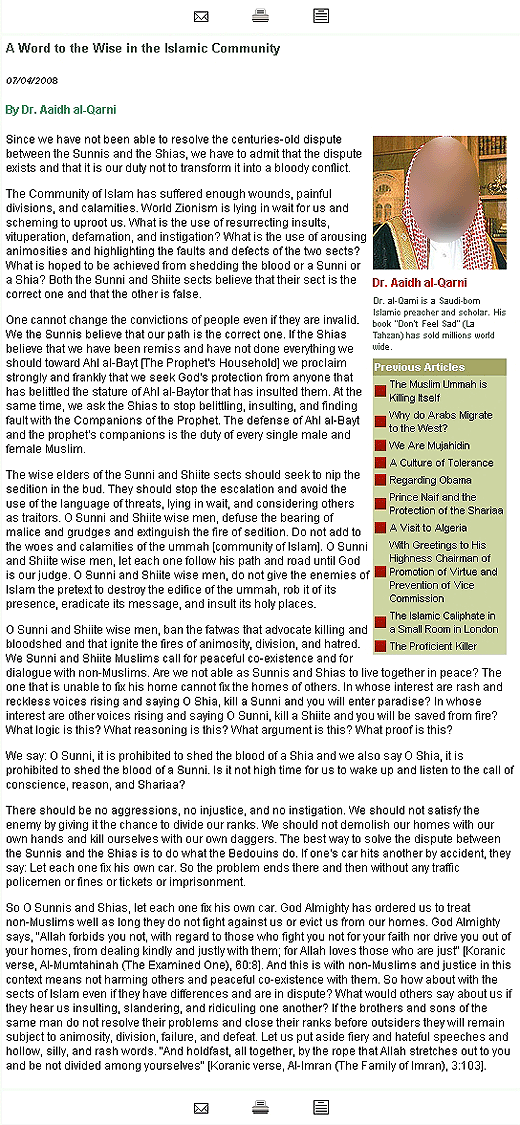 A Word to the Wise in the Islamic Community
07/04/2008
By Dr. Aaidh al-Qarni
Since we have not been able to resolve the centuries-old dispute
between the Sunnis and the Shias, we have to admit that the dispute
exists and that it is our duty not to transform it into a bloody conflict.
The Community of Islam has suffered enough wounds, painful
divisions, and calamities. World Zionism is lying in wait for us and
scheming to uproot us. What is the use of resurrecting insults,
vituperation, defamation, and instigation? What is the use of arousing
animosities and highlighting the faults and defects of the two sects?
What is hoped to be achieved from shedding the blood or a Sunni or
a Shia? Both the Sunni and Shiite sects believe that their sect is the
correct one and that the other is false.
One cannot change the convictions of people even if they are invalid.
We the Sunnis believe that our path is the correct one. If the Shias
believe that we have been remiss and have not done everything we
should toward Ahl al-Bayt [The Prophet's Household] we proclaim
strongly and frankly that we seek God's protection from anyone that
has belittled the stature of Ahl al-Baytor that has insulted them. At the
same time, we ask the Shias to stop belittling, insulting, and finding
fault with the Companions of the Prophet. The defense of Ahl al-Bayt
and the prophet's companions is the duty of every single male and
female Muslim.
The wise elders of the Sunni and Shiite sects should seek to nip the
sedition in the bud. They should stop the escalation and avoid the
use of the language of threats, lying in wait, and considering others
as traitors. O Sunni and Shiite wise men, defuse the bearing of
malice and grudges and extinguish the fire of sedition. Do not add to
the woes and calamities of the ummah [community of Islam]. O Sunni
and Shiite wise men, let each one follow his path and road until God
is our judge. O Sunni and Shiite wise men, do not give the enemies of
Islam the pretext to destroy the edifice of the ummah, rob it of its
presence, eradicate its message, and insult its holy places.
O Sunni and Shiite wise men, ban the fatwas that advocate killing and
bloodshed and that ignite the fires of animosity, division, and hatred.
We Sunni and Shiite Muslims call for peaceful co-existence and for
dialogue with non-Muslims. Are we not able as Sunnis and Shias to live together in peace? The
one that is unable to fix his home cannot fix the homes of others. In whose interest are rash and
reckless voices rising and saying O Shia, kill a Sunni and you will enter paradise? In whose
interest are other voices rising and saying O Sunni, kill a Shiite and you will be saved from fire?
What logic is this? What reasoning is this? What argument is this? What proof is this?
We say: O Sunni, it is prohibited to shed the blood of a Shia and we also say O Shia, it is
prohibited to shed the blood of a Sunni. Is it not high time for us to wake up and listen to the call of
conscience, reason, and Shariaa?
There should be no aggressions, no injustice, and no instigation. We should not satisfy the
enemy by giving it the chance to divide our ranks. We should not demolish our homes with our
own hands and kill ourselves with our own daggers. The best way to solve the dispute between
the Sunnis and the Shias is to do what the Bedouins do. If one's car hits another by accident, they
say: Let each one fix his own car. So the problem ends there and then without any traffic
policemen or fines or tickets or imprisonment.
So O Sunnis and Shias, let each one fix his own car. God Almighty has ordered us to treat
non-Muslims well as long they do not fight against us or evict us from our homes. God Almighty
says, "Allah forbids you not, with regard to those who fight you not for your faith nor drive you out of
your homes, from dealing kindly and justly with them; for Allah loves those who are just" [Koranic
verse, Al-Mumtahinah (The Examined One), 60:8]. And this is with non-Muslims and justice in this
context means not harming others and peaceful co-existence with them. So how about with the
sects of Islam even if they have differences and are in dispute? What would others say about us if
they hear us insulting, slandering, and ridiculing one another? If the brothers and sons of the
same man do not resolve their problems and close their ranks before outsiders they will remain
subject to animosity, division, failure, and defeat. Let us put aside fiery and hateful speeches and
hollow, silly, and rash words. "And holdfast, all together, by the rope that Allah stretches out to you
and be not divided among yourselves" [Koranic verse, Al-Imran (The Family of Imran), 3:103].
Dr. Aaidh al-Qarni
Dr. al-Qarni is a Saudi-born
Islamic preacher and scholar. His
book "Don't Feel Sad" (La
Tahzan) has sold millions world
wide.
Previous Articles
The Muslim Ummah is
Killing Itself
Why do Arabs Migrate
to the West?
We Are Mujahidin
A Culture of Tolerance
Regarding Obama
Prince Naif and the
Protection of the Shariaa
A Visit to Algeria
With Greetings to His
Highness Chairman of
Promotion of Virtue and
Prevention of Vice
Commission
The Islamic Caliphate in
a Small Room in London
The Proficient Killer